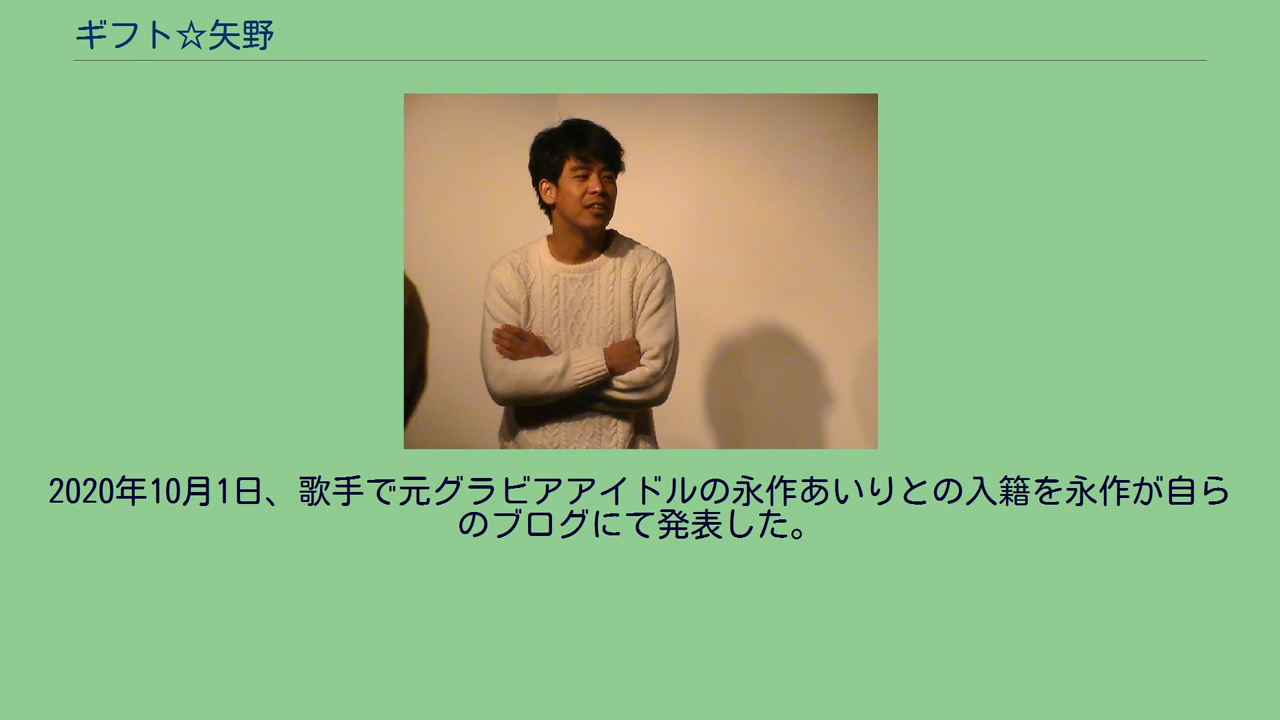 ギフト☆矢野
2020年10月1日、歌手で元グラビアアイドルの永作あいりとの入籍を永作が自ら
のブログにて発表した。